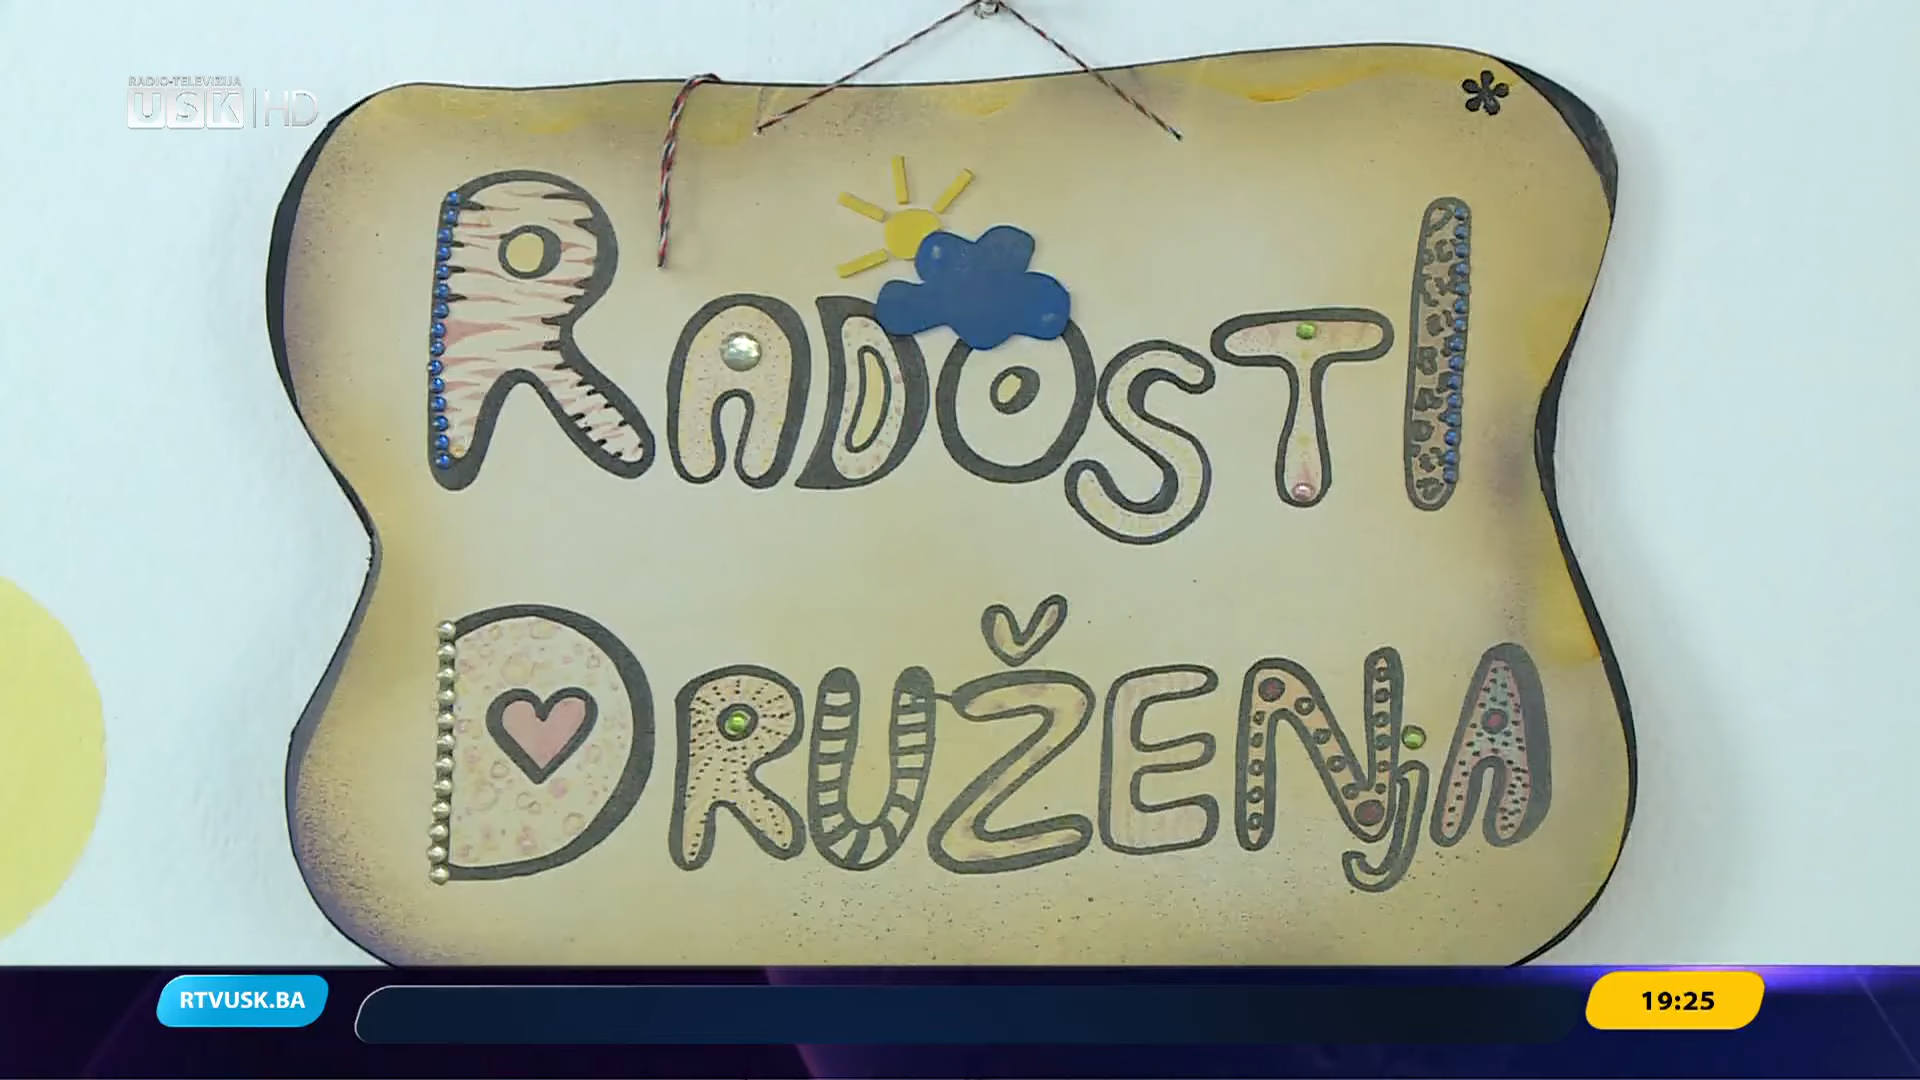 RADIO-TELEVIZIJA
USK HD
RADOSTI
DRUŽENjA
RTVUSK.BA
19:25